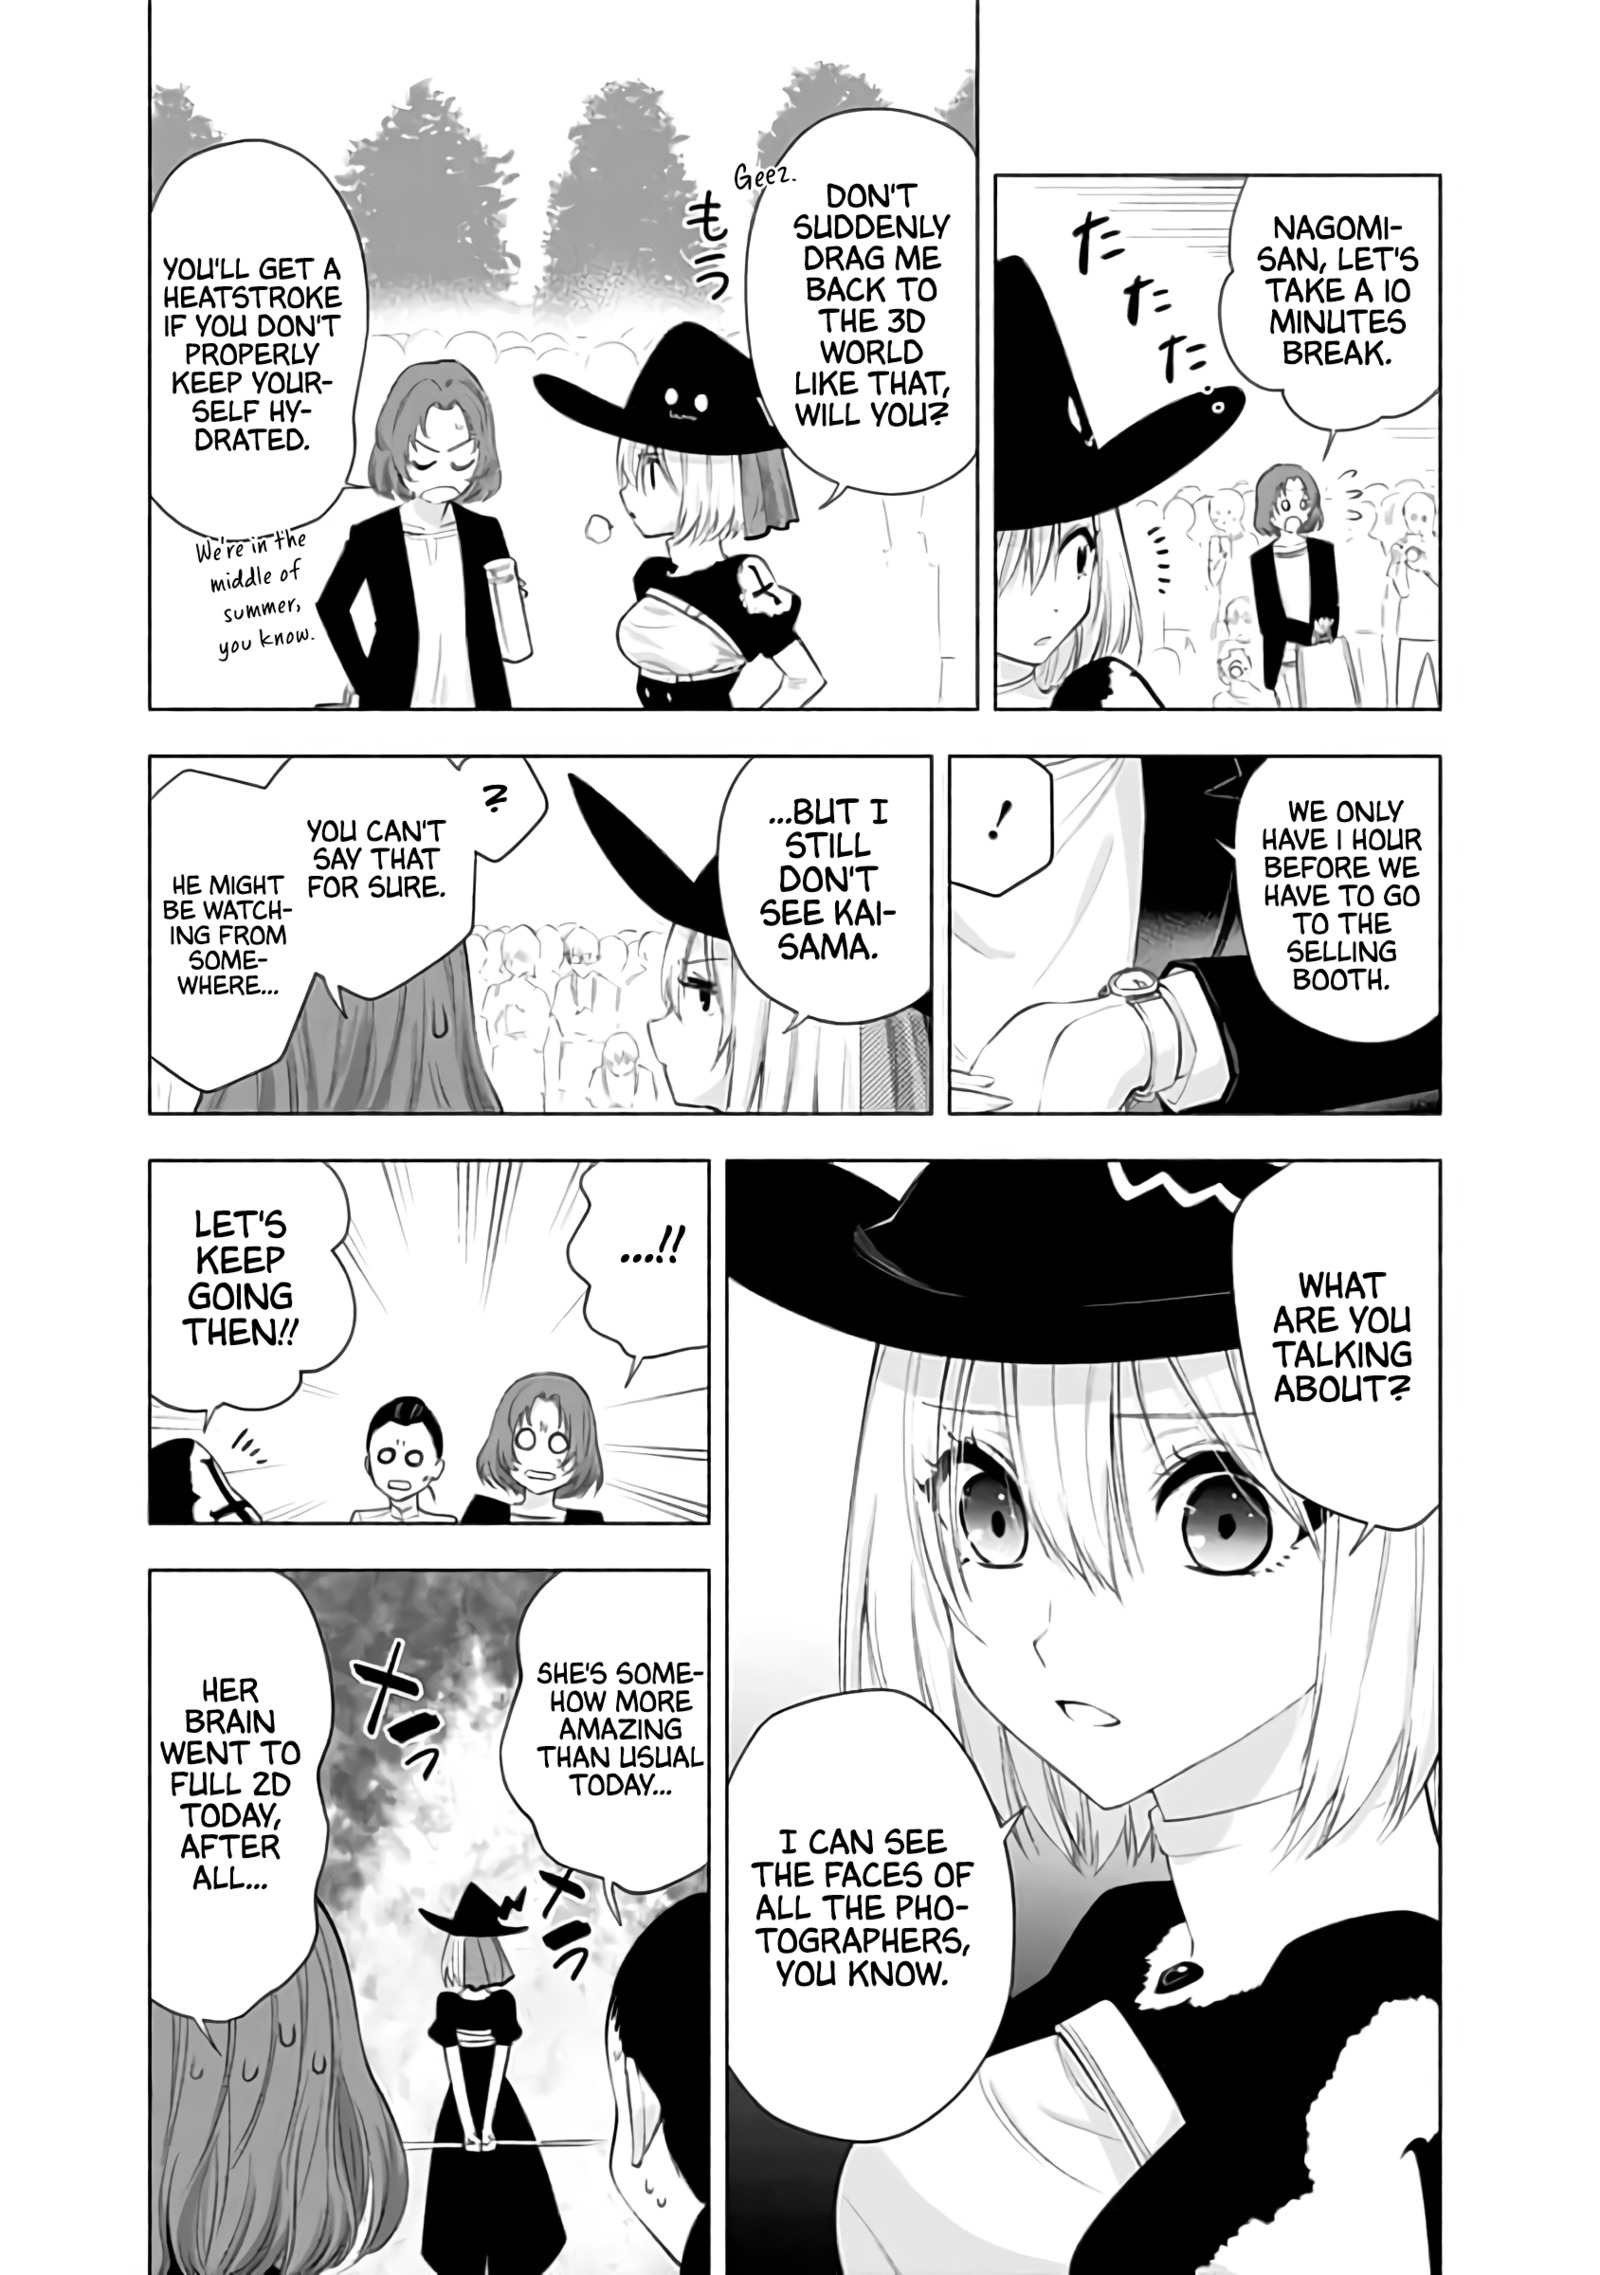 NAGOMI-
SAN, LET'S
TAKE A 10
MINUTES
BREAK.
た
た
た
DON'T
SUDDENLY
DRAG ME
BACK TO
THE 3D
WORLD
LIKE THAT,
WILL YOU?
Geez.
もぅ
YOU'LL GET A
HEATSTROKE
IF YOU DON'T
PROPERLY
KEEP YOUR-
SELF HY-
DRATED.
We're in the
middle of
summer,
you know.
WE ONLY
HAVE 1 HOUR
BEFORE WE
HAVE TO GO
TO THE
SELLING
BOOTH.
!
...BUT I
STILL
DON'T
SEE KAI-
SAMA.
?
YOU CAN'T
SAY THAT
FOR SURE.
HE MIGHT
BE WATCH-
ING FROM
SOME-
WHERE...
WHAT
ARE YOU
TALKING
ABOUT?
I CAN SEE
THE FACES OF
ALL THE PHO-
TOGRAPHERS,
YOU KNOW.
...!!
LET'S
KEEP
GOING
THEN!!
SHE'S SOME-
HOW MORE
AMAZING
THAN USUAL
TODAY...
メラ
メラ
HER
BRAIN
WENT TO
FULL 2D
TODAY,
AFTER
ALL...